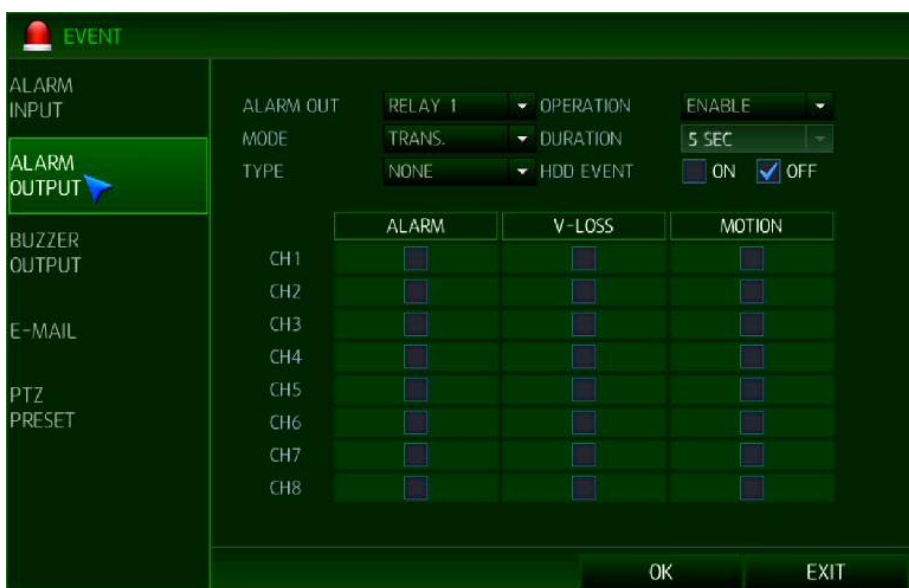 EVENT
ALARM
INPUT
ALARM
OUTPUT
BUZZER
OUTPUT
E-MAIL
PTZ
PRESET
ALARM OUT RELAY 1 OPERATION ENABLE
MODE TRANS. DURATION 5 SEC
TYPE NONE HDD EVENT ON OFF
ALARM V-LOSS MOTION
CH1
CH2
CH3
CH4
CH5
CH6
CH7
CH8
OK EXIT